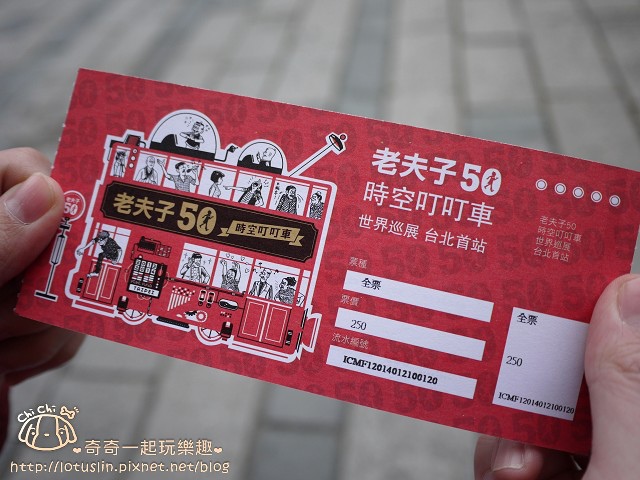 老夫子50
時空叮叮車
世界巡展 台北首站
票種
全票
票價
250
流水編號
ICMF12014012100120
老夫子50
時空叮叮車
世界巡展
台北首站
全票
250
ICMF12014012100120
老夫子50
時空叮叮車
老夫子
50
Chi Chi
奇奇一起玩樂趣
http://lotuslin.pixnet.net/blog